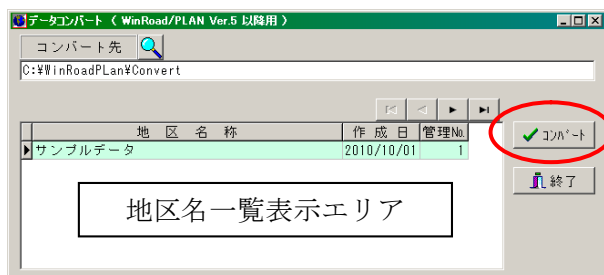 データコンバート 《 WinRoad/PLAN Ver.5 以降用 》
コンバート先
C:¥WinRoadPLan¥Convert
地 区 名 称 作 成 日 管理No.
サンプルデータ 2010/10/01 1
コンバート
終了
地区名一覧表示エリア